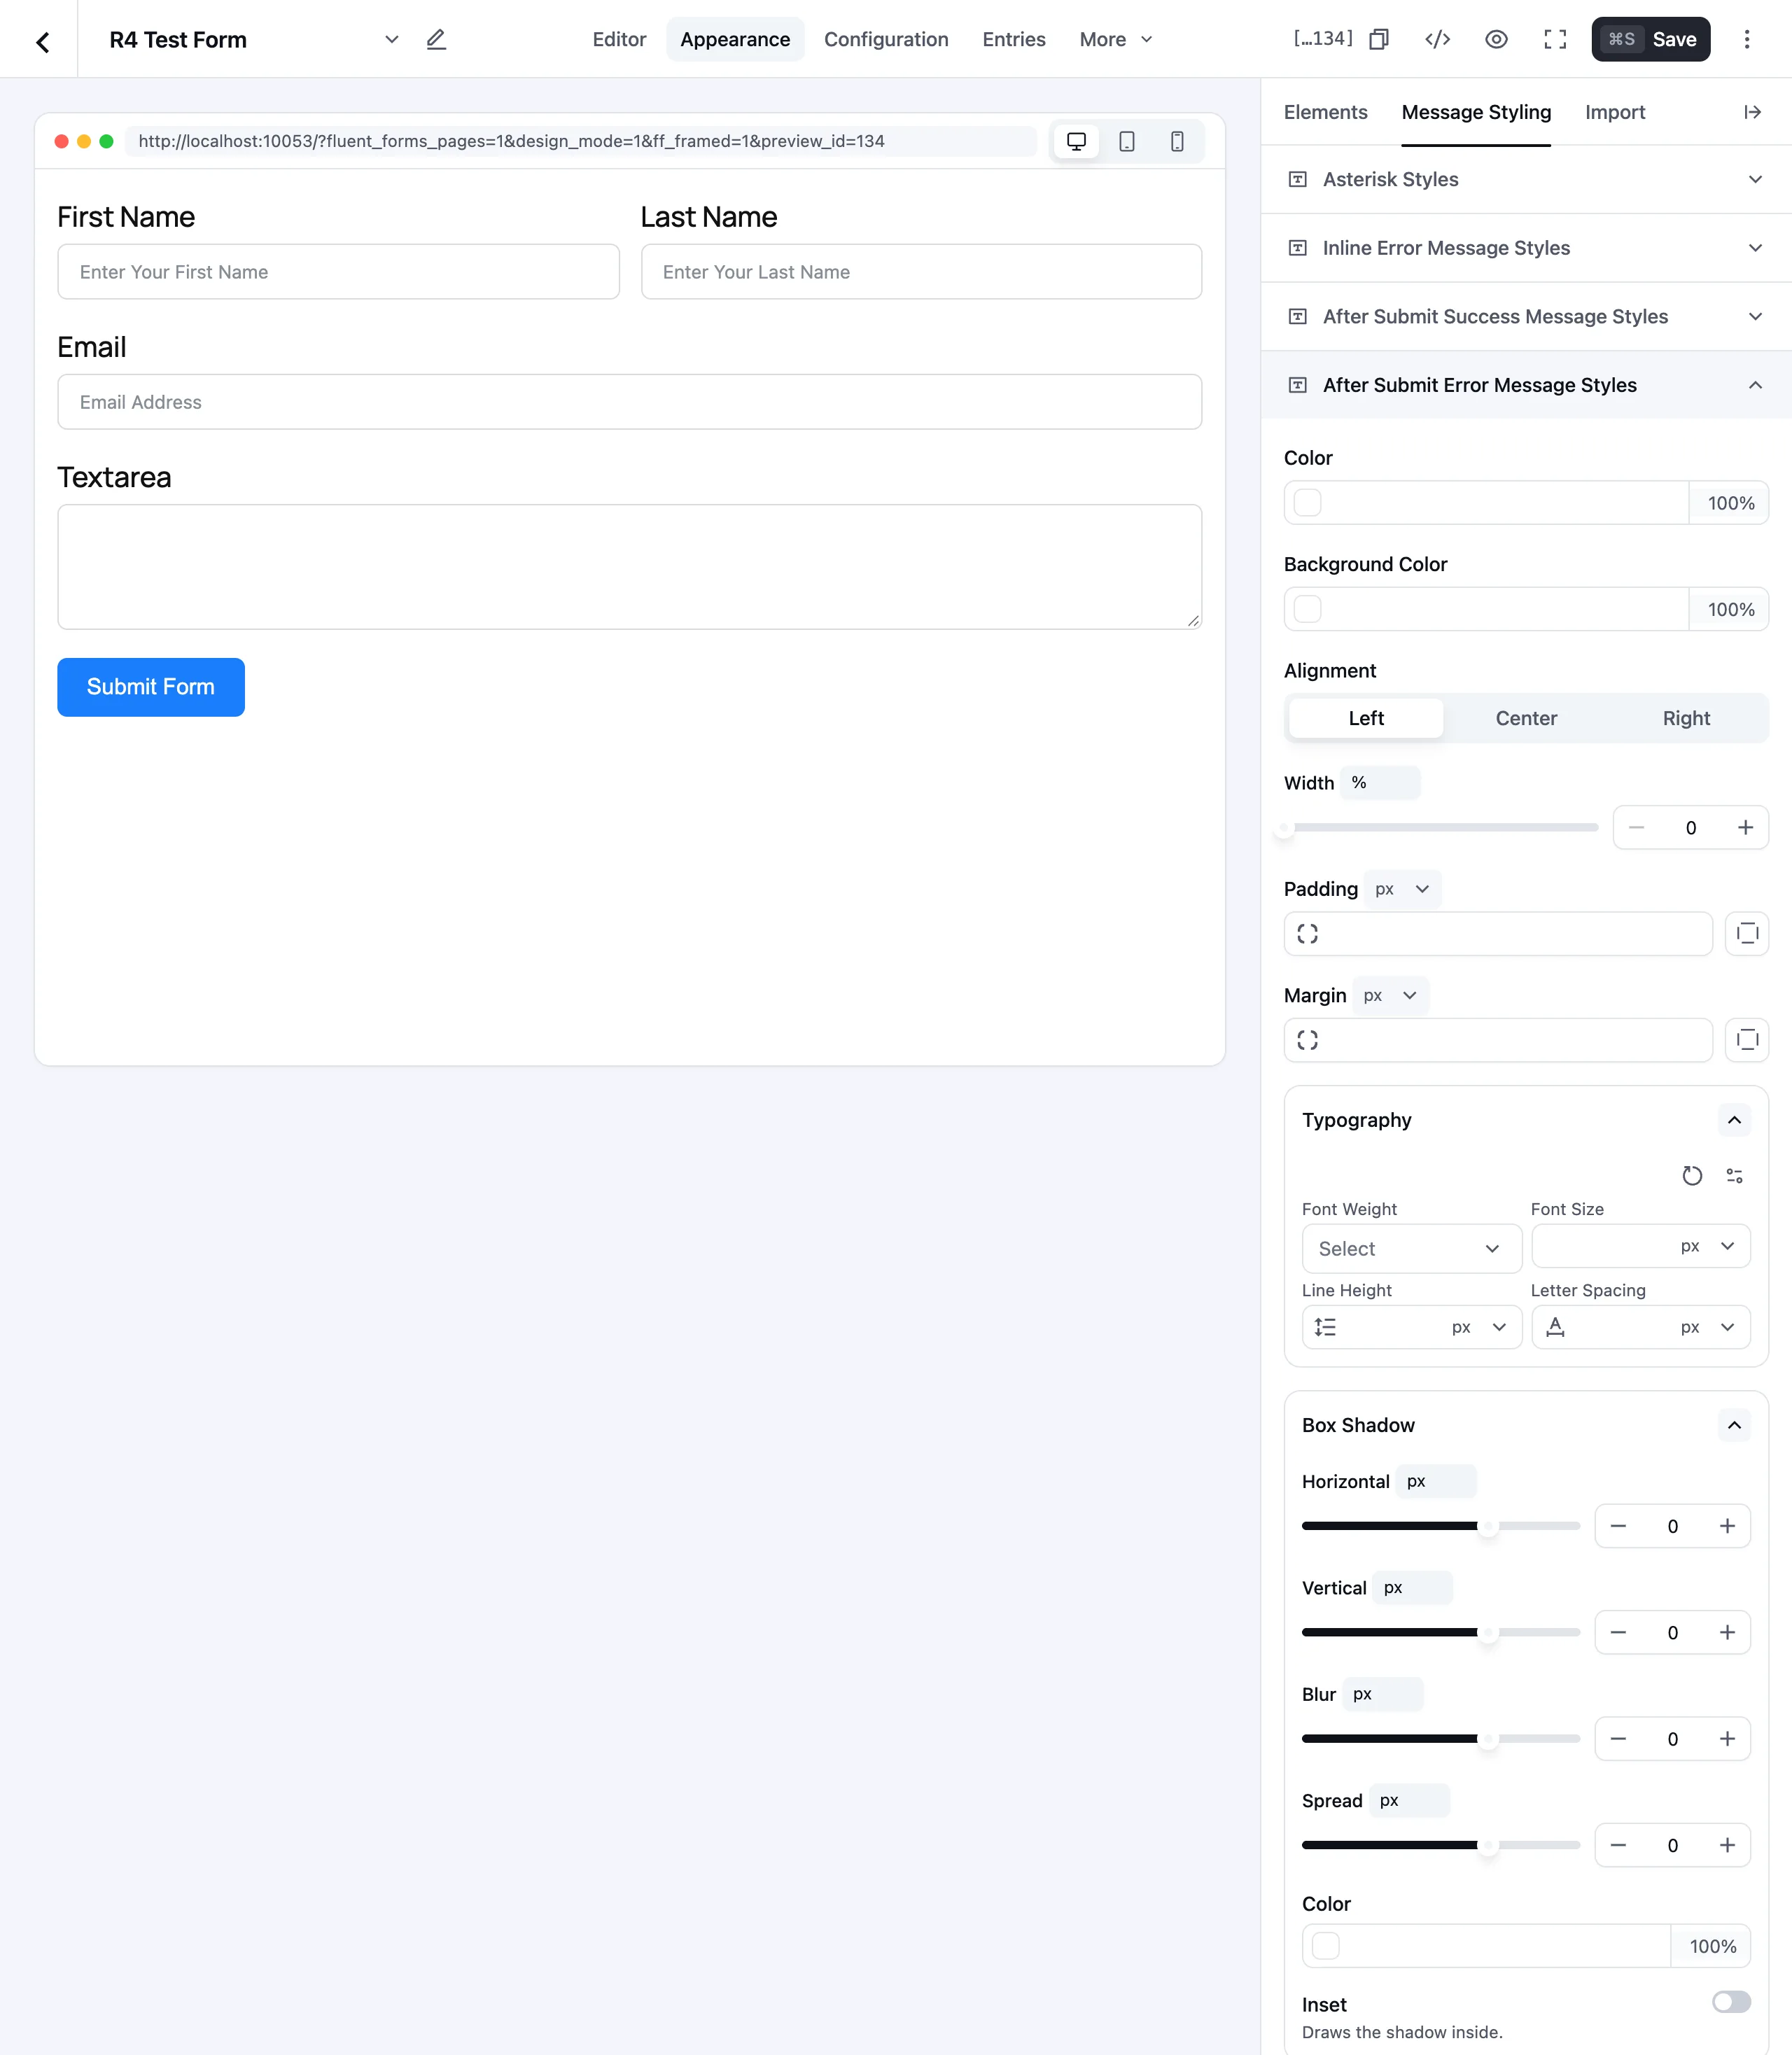 R4 Test Form
Editor
Appearance
Configuration
Entries
More
[…134]
⌘S Save
http://localhost:10053/?fluent_forms_pages=1&design_mode=1&ff_framed=1&preview_id=134
First Name
Last Name
Enter Your First Name
Enter Your Last Name
Email
Email Address
Textarea
Submit Form
Elements
Message Styling
Import
Asterisk Styles
Inline Error Message Styles
After Submit Success Message Styles
After Submit Error Message Styles
Color
100%
Background Color
100%
Alignment
Left
Center
Right
Width %
0
Padding px
Margin px
Typography
Font Weight
Font Size
Select
px
Line Height
Letter Spacing
px
px
Box Shadow
Horizontal px
0
Vertical px
0
Blur px
0
Spread px
0
Color
100%
Inset
Draws the shadow inside.